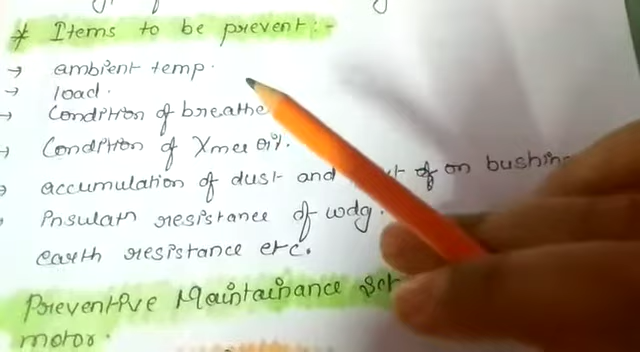 * Items to be prevent:-
→ ambient temp.
→ load.
→ Condition of breathe
→ Condition of Xmer oil.
→ accumulation of dust and of on bushin
Insulatn resistance of wdg.
earth resistance etc.
Preventive Maintainance Sch
motor.